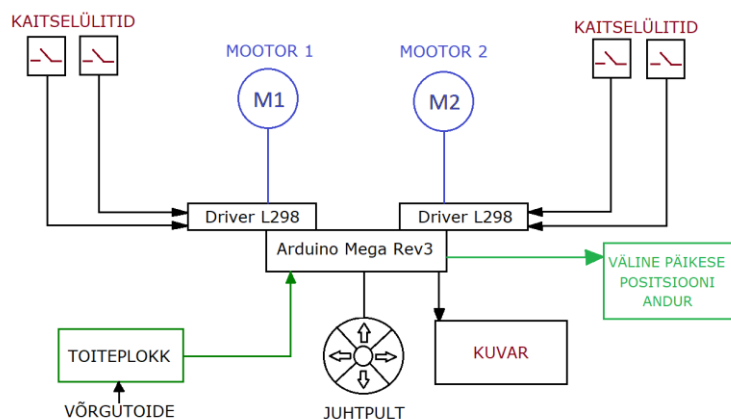 KAITSELÜLITID
KAITSELÜLITID
MOOTOR 1
MOOTOR 2
M1
M2
Driver L298
Driver L298
Arduino Mega Rev3
VÄLINE PÄIKESE
POSITSIOONI
ANDUR
TOITEPLOKK
KUVAR
VÕRGUTOIDE
JUHTPULT